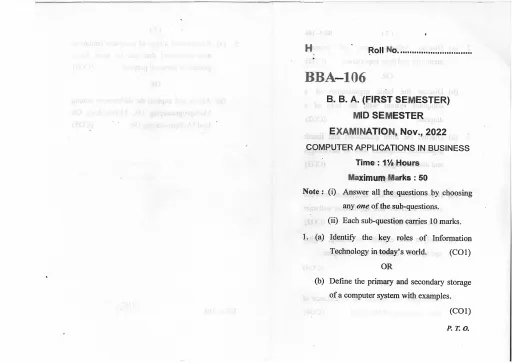 H
Roll No..............................
BBA–106
B. B. A. (FIRST SEMESTER)
MID SEMESTER
EXAMINATION, Nov., 2022
COMPUTER APPLICATIONS IN BUSINESS
Time : 1½ Hours
Maximum Marks : 50
Note : (i) Answer all the questions by choosing
any one of the sub-questions.
(ii) Each sub-question carries 10 marks.
1. (a) Identify the key roles of Information
Technology in today's world. (CO1)
OR
(b) Define the primary and secondary storage
of a computer system with examples.
(CO1)
P. T. O.